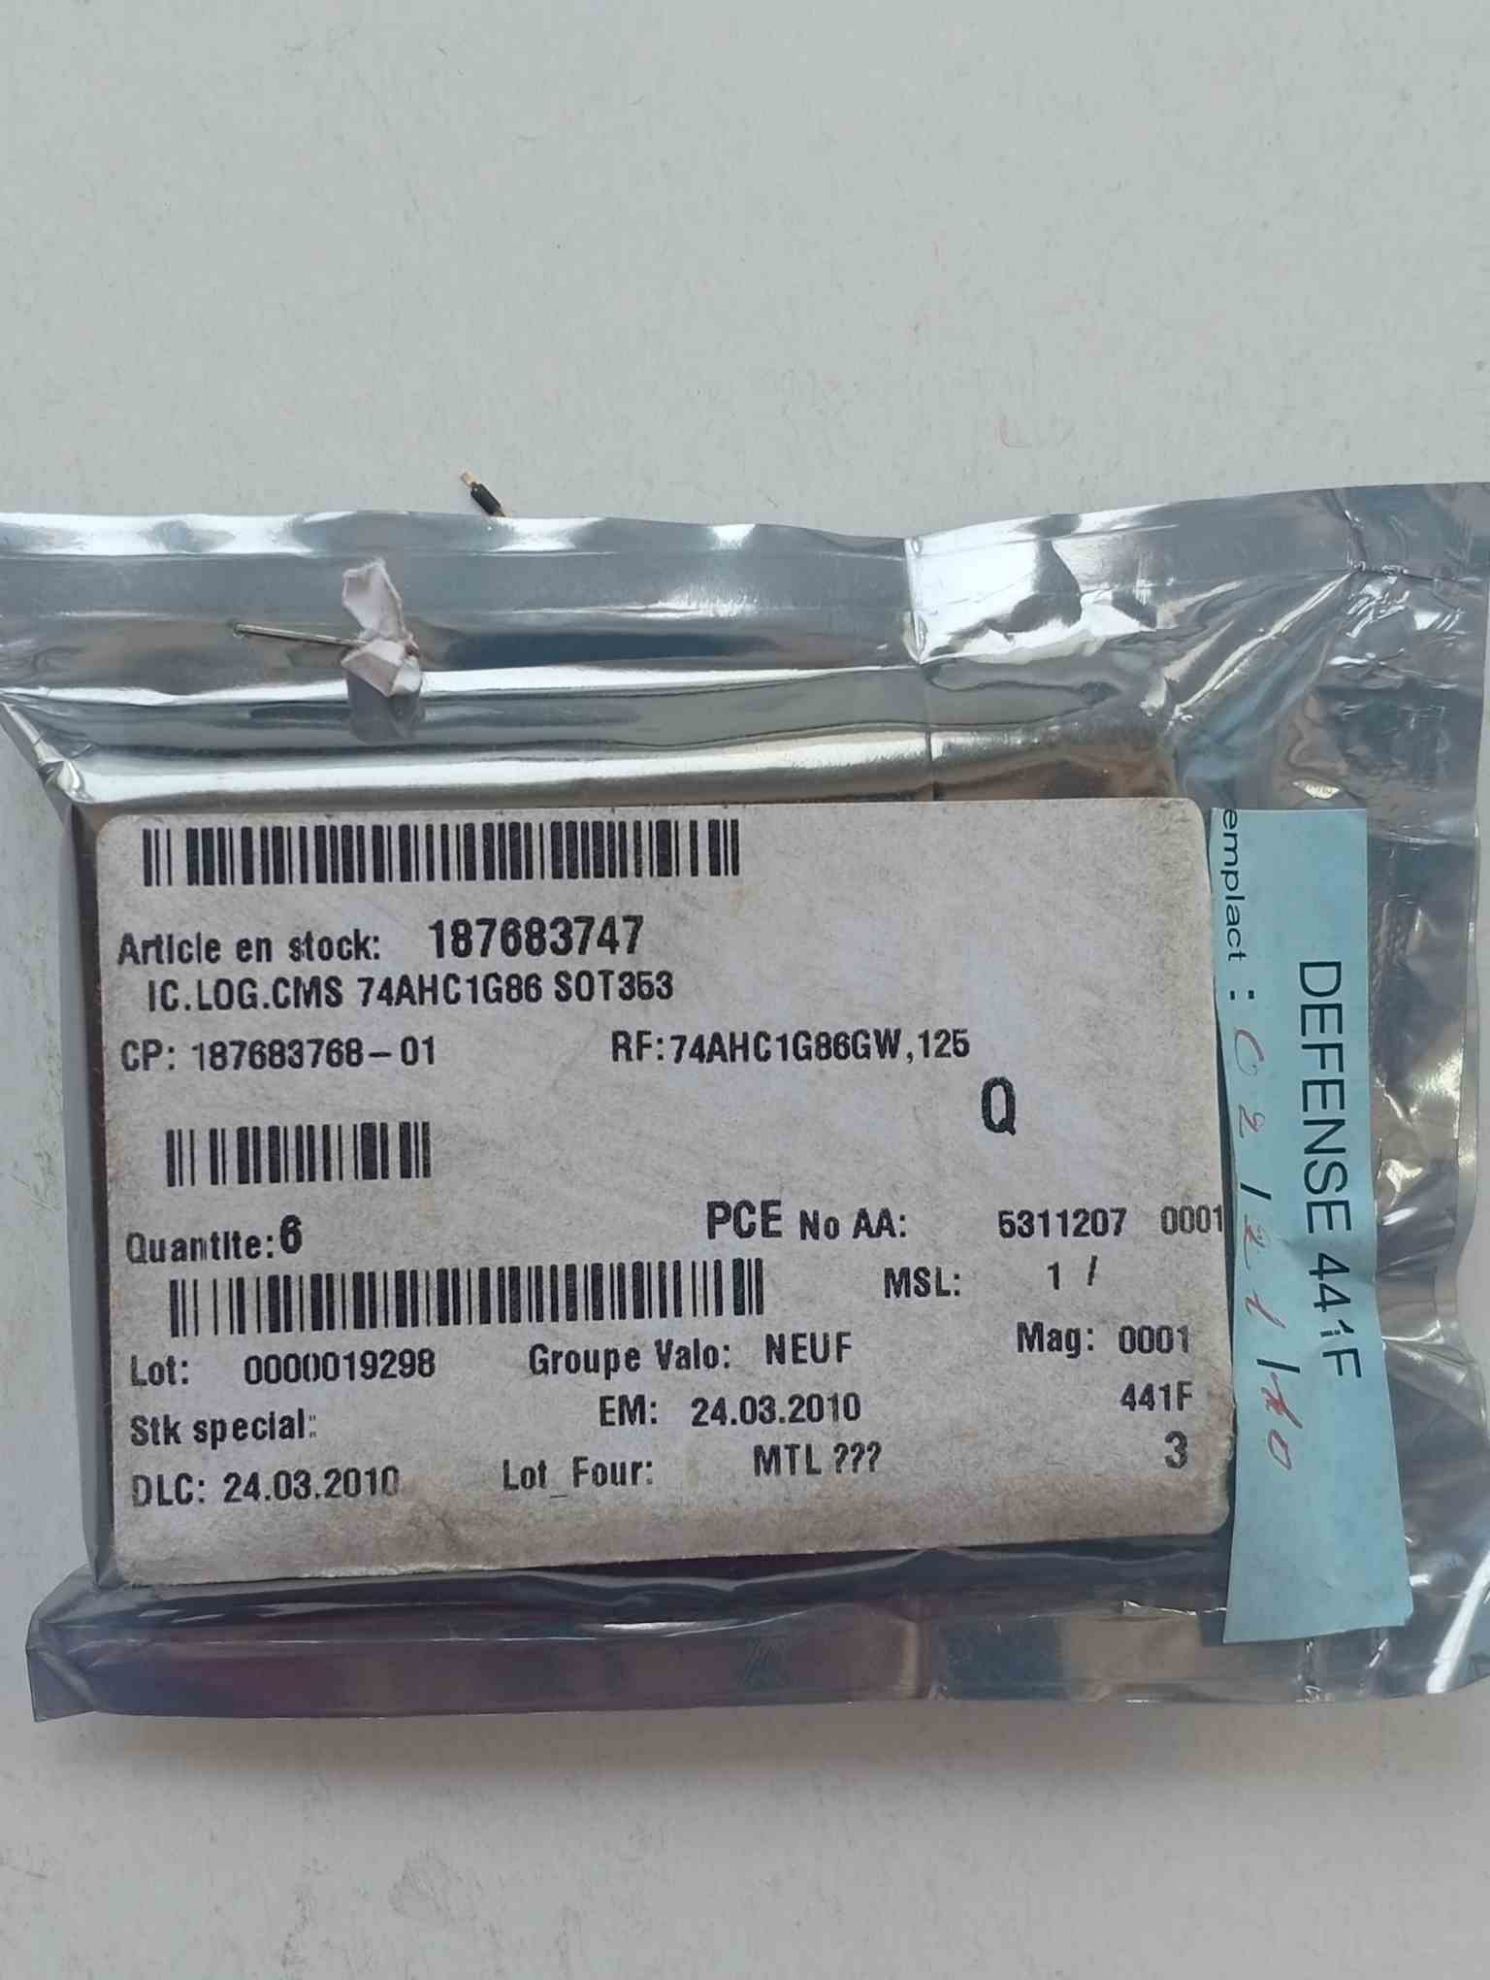 Article en stock: 187683747
IC.LOG.CMS 74AHC1G86 SOT353
CP: 187683768-01 RF:74AHC1G86GW,125
Q
Quantite:6 PCE No AA: 5311207 0001
MSL: 1 /
Lot: 0000019298 Groupe Valo: NEUF Mag: 0001
Stk special: EM: 24.03.2010 441F
DLC: 24.03.2010 Lot_Four: MTL ??? 3
DEFENSE 441F
emplact :